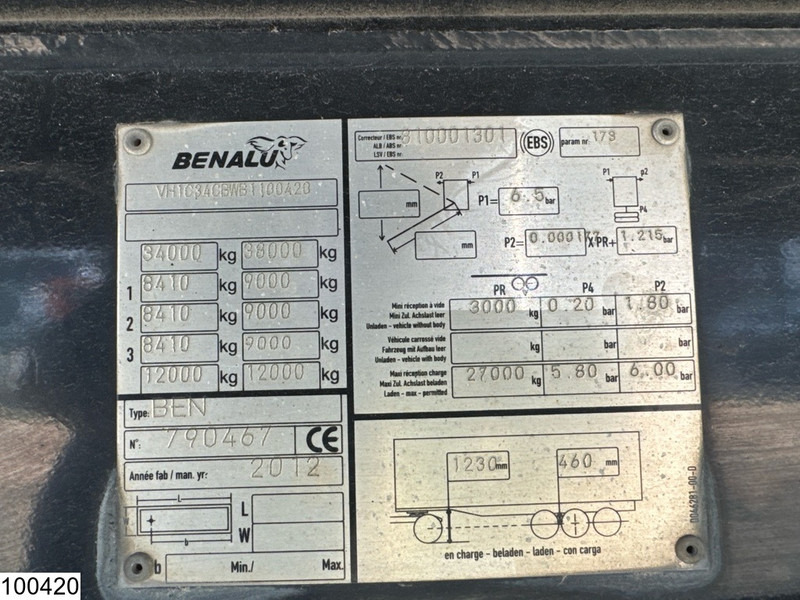 BENALU
VH1C34CBWB1100A20
34000 kg 38000 kg
1 8410 kg 9000 kg
2 8410 kg 9000 kg
3 8410 kg 9000 kg
12000 kg 12000 kg
Type: BEN
N°: 790467 CE
Année fab / man. yr: 2012
L
b
L
W
b Min./ Max.
Correcteur / EBS nr.
ALB / ABS nr.
LSV / EBS nr.
810001301 EBS param nr. 173
P2 P1
mm
mm
P1= 6.5 bar
P1 P2
P4
P2= X PR+ 1.215 bar
PR P4 P2
Mini réception à vide
Mini Zul. Achslast leer
Unladen - vehicle without body
3000 kg 0.20 bar 1.80 bar
Véhicule carrossé vide
Fahrzeug mit Aufbau leer
Unladen - vehicle with body
kg bar bar
Maxi réception charge
Maxi Zul. Achslast beladen
Laden - max - permitted
27000 kg 5.80 bar 6.00 bar
1230 mm 460 mm
en charge - beladen - laden - con carga
0044281-00-D
100420